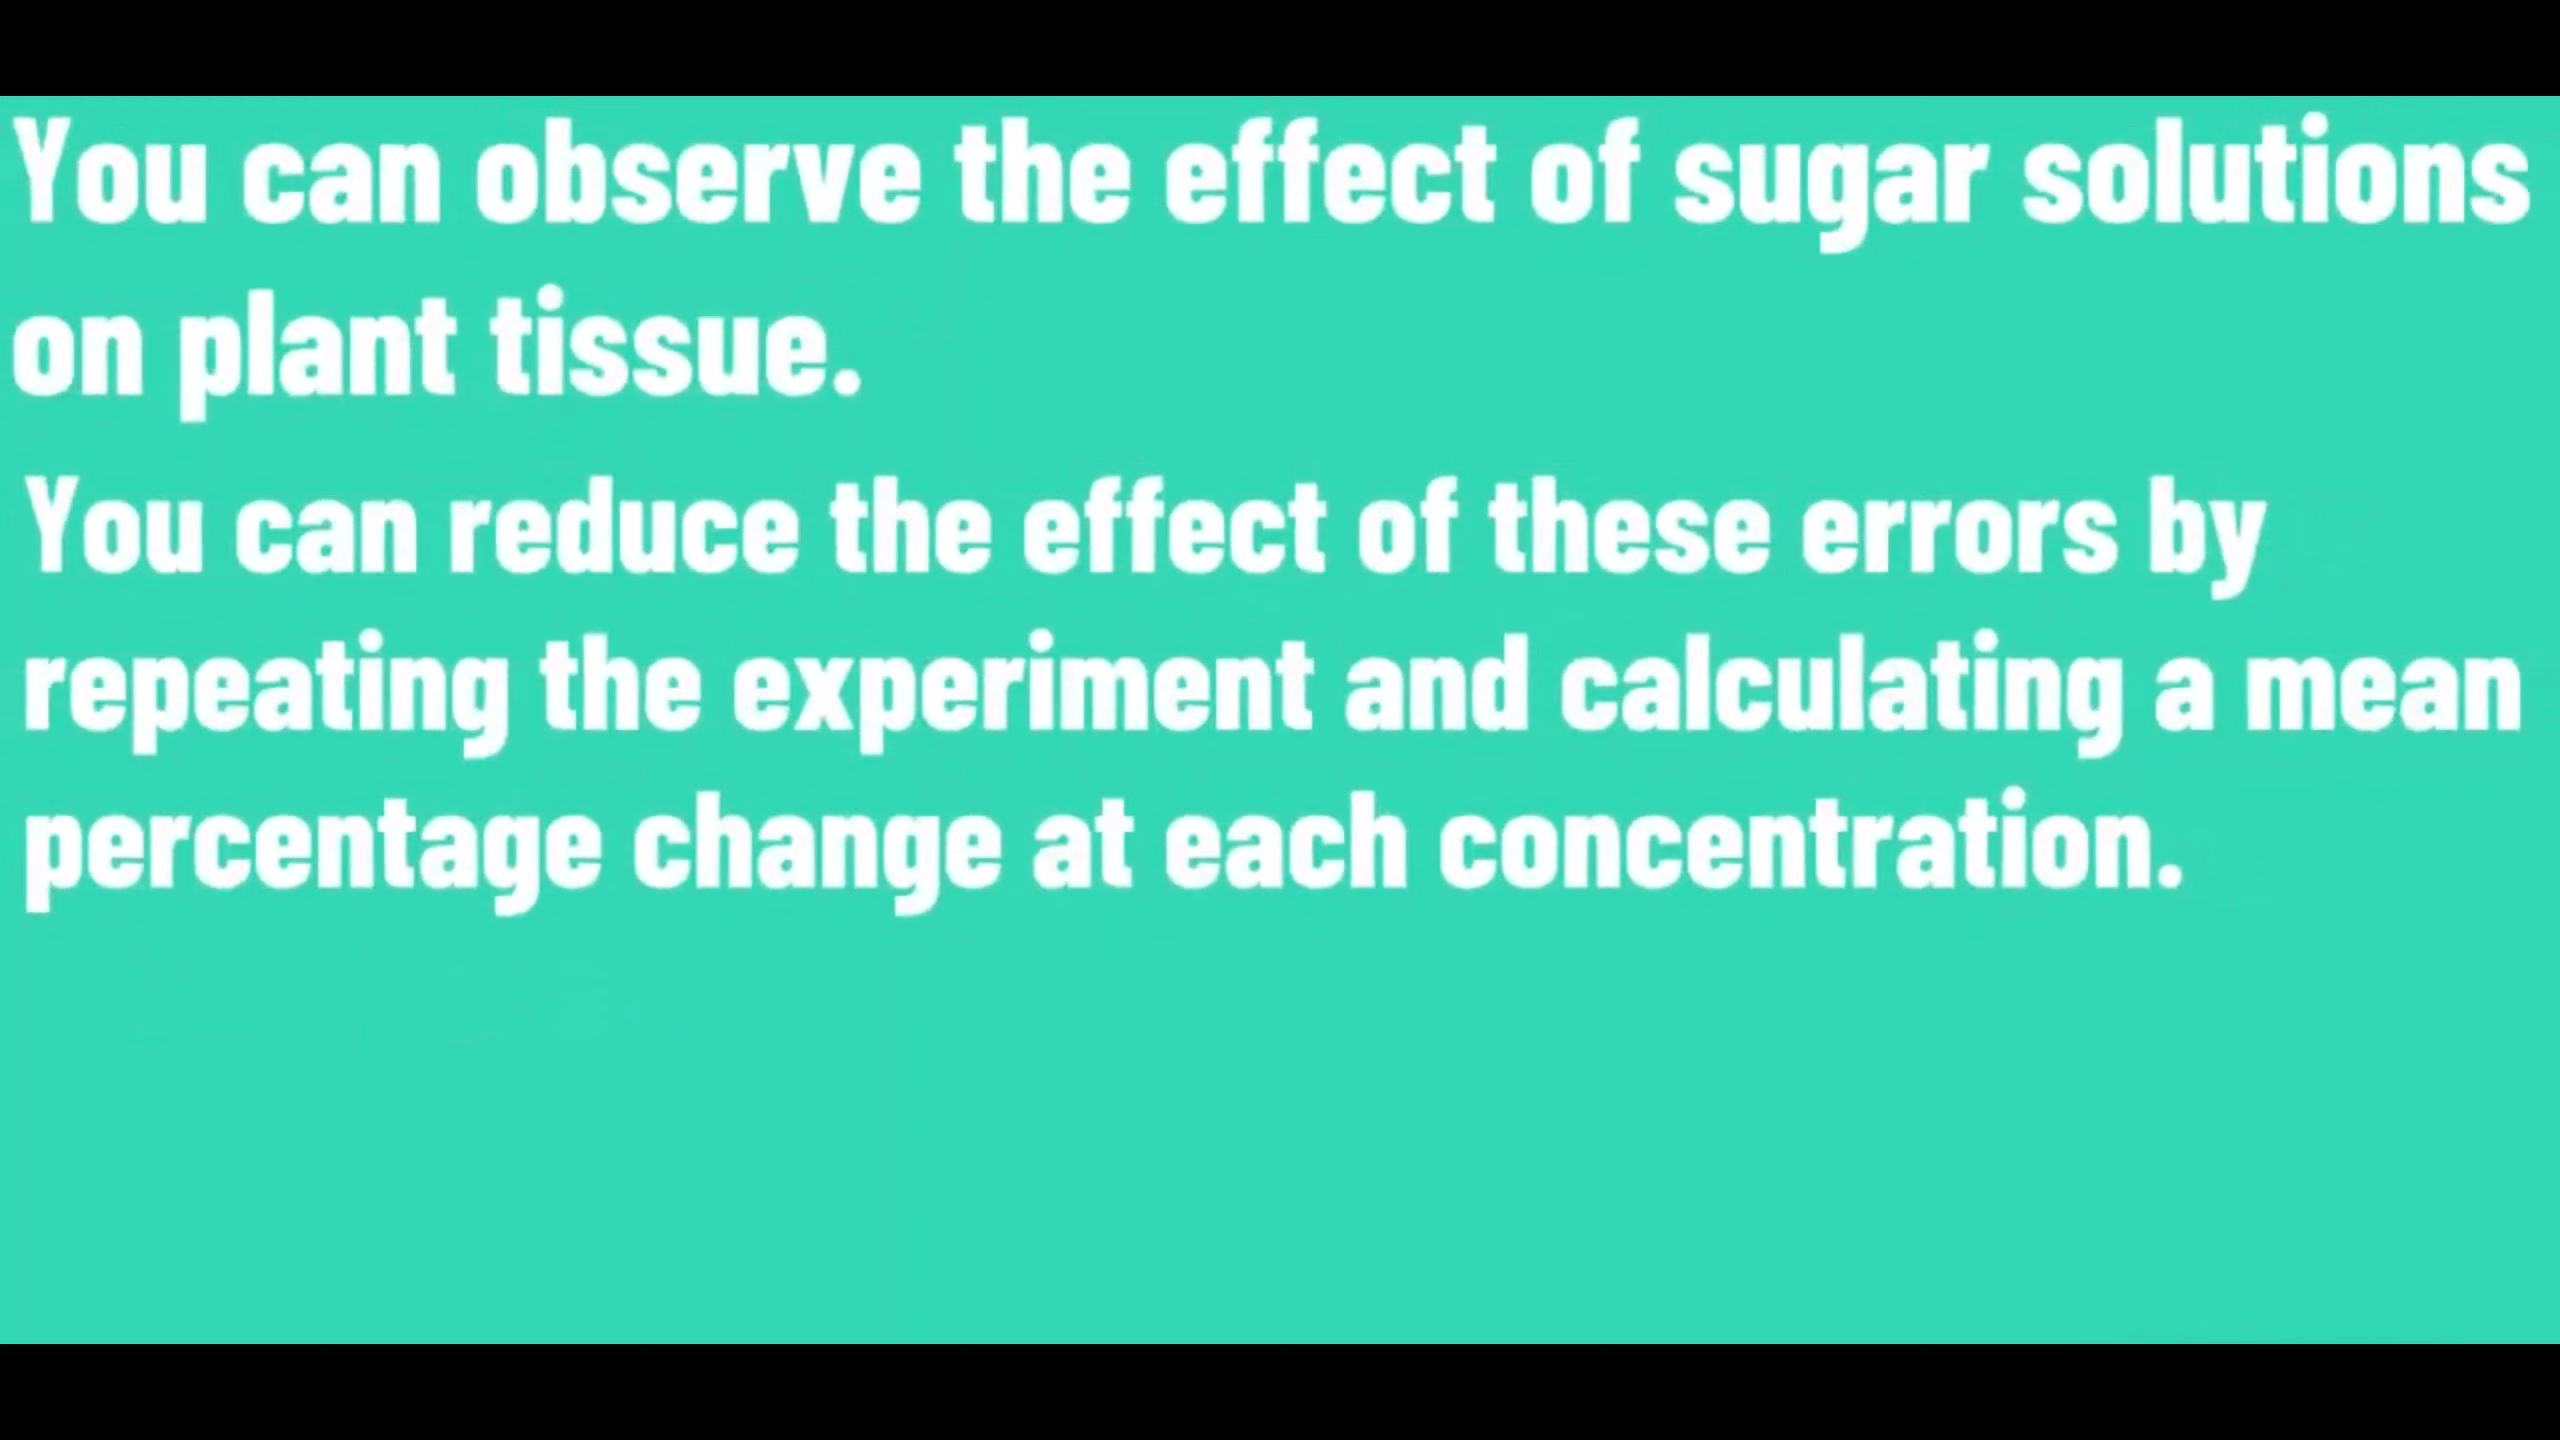 You can observe the effect of sugar solutions
on plant tissue.
You can reduce the effect of these errors by
repeating the experiment and calculating a mean
percentage change at each concentration.